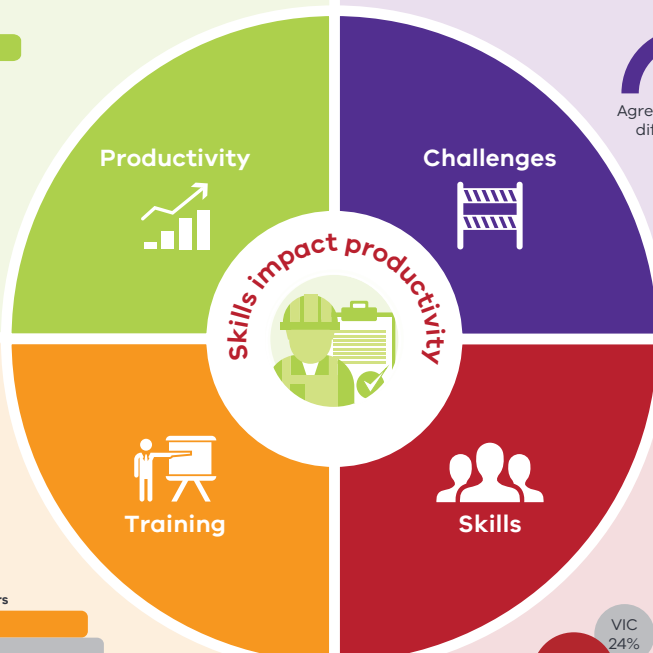 Productivity
Challenges
Skills impact productivity
Training
Skills
VIC
24%